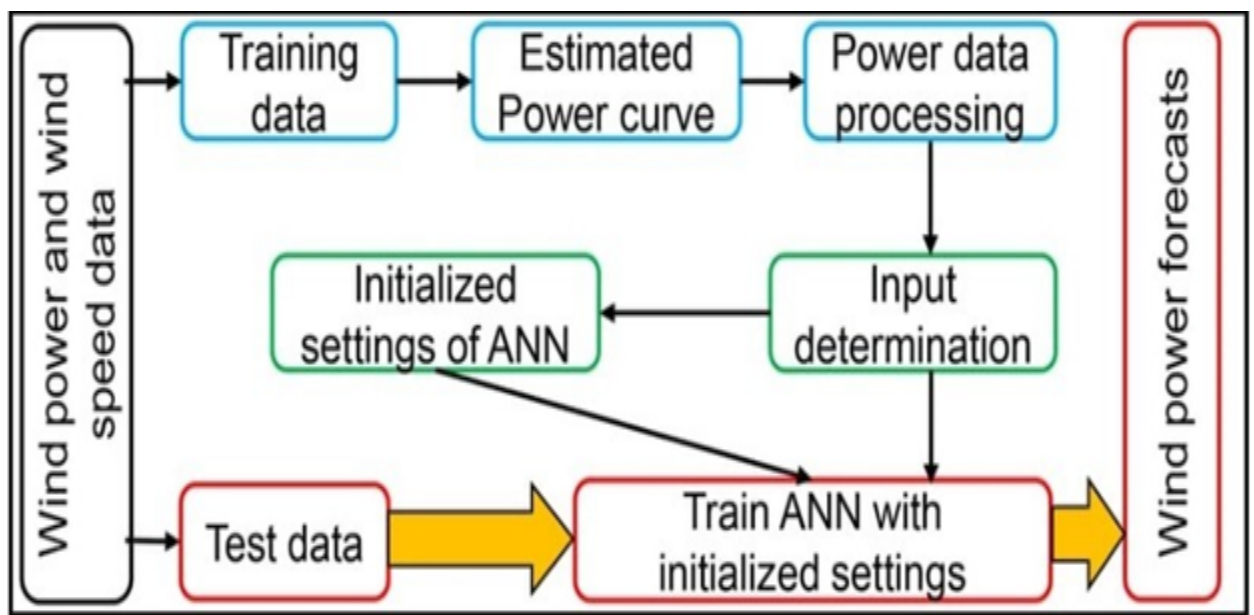 Wind power and wind
speed data
Training
data
Estimated
Power curve
Power data
processing
Initialized
settings of ANN
Input
determination
Test data
Train ANN with
initialized settings
Wind power forecasts